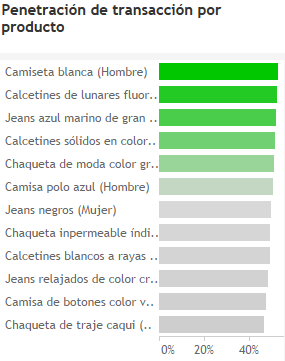 Penetración de transacción por
producto
Camiseta blanca (Hombre)
Calcetines de lunares fluor..
Jeans azul marino de gran ..
Calcetines sólidos en color..
Chaqueta de moda color gr..
Camisa polo azul (Hombre)
Jeans negros (Mujer)
Chaqueta inpermeable índi..
Calcetines blancos a rayas ..
Jeans relajados de color cr..
Camisa de botones color v..
Chaqueta de traje caqui (..
0% 20% 40%